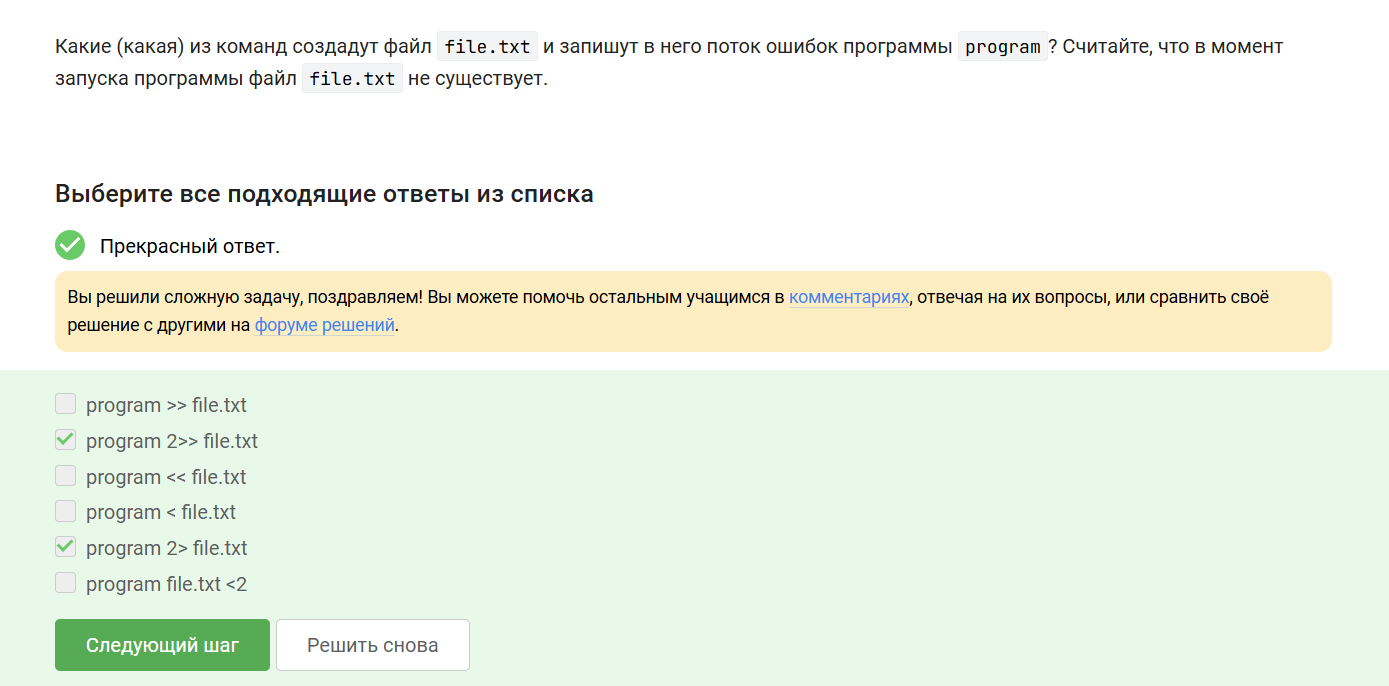 Какие (какая) из команд создадут файл file.txt и запишут в него поток ошибок программы program? Считайте, что в момент
запуска программы файл file.txt не существует.
Выберите все подходящие ответы из списка
Прекрасный ответ.
Вы решили сложную задачу, поздравляем! Вы можете помочь остальным учащимся в комментариях, отвечая на их вопросы, или сравнить своё
решение с другими на форуме решений.
program >> file.txt
program 2>> file.txt
program << file.txt
program < file.txt
program 2> file.txt
program file.txt <2
Следующий шаг Решить снова